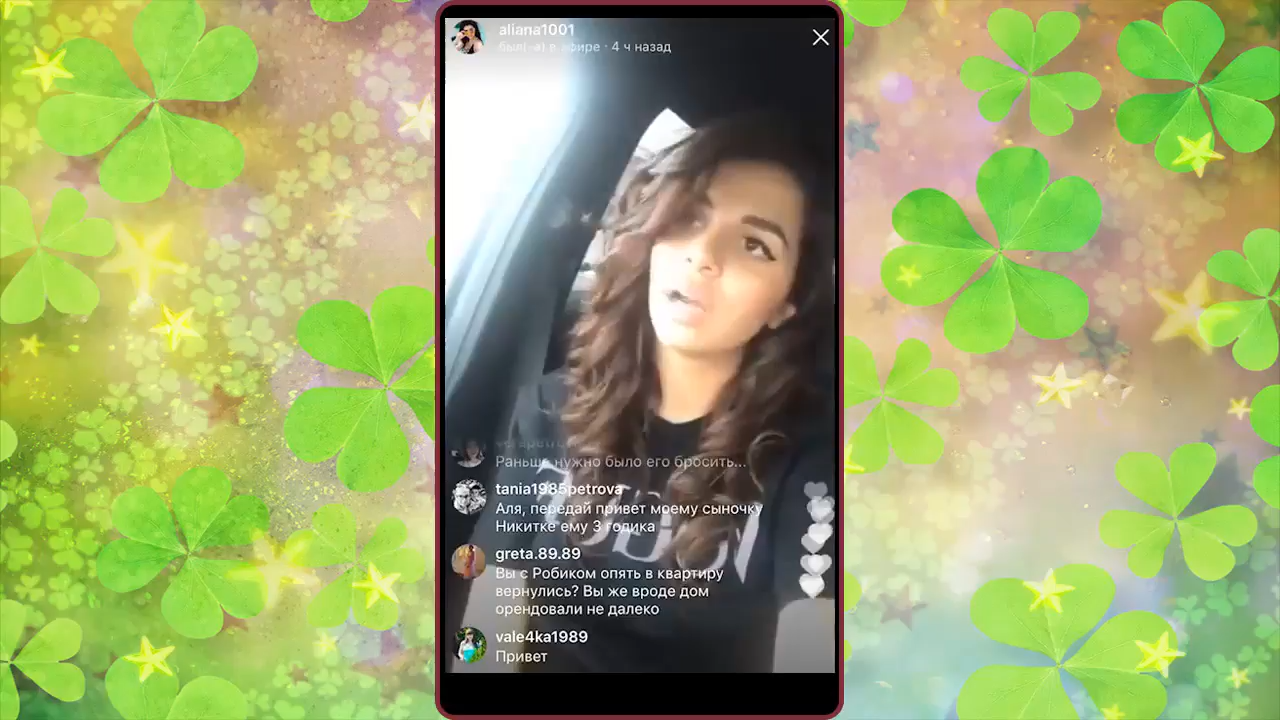 aliana1001
был(-а) в эфире · 4 ч назад
Раньше нужно было его бросить...
tania1985petrova
Аля, передай привет моему сыночку
Никитке ему 3 годика
greta.89.89
Вы с Робиком опять в квартиру
вернулись? Вы же вроде дом
орендовали не далеко
vale4ka1989
Привет